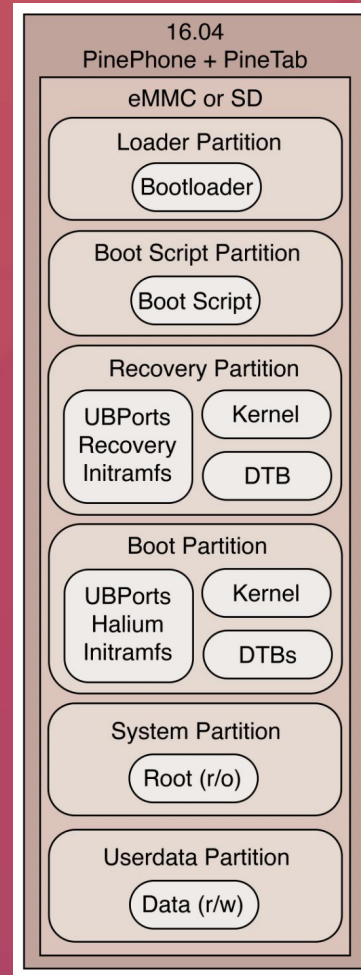 16.04
PinePhone + PineTab
eMMC or SD
Loader Partition
Bootloader
Boot Script Partition
Boot Script
Recovery Partition
UBPorts
Recovery
Initramfs
Kernel
DTB
Boot Partition
UBPorts
Halium
Initramfs
Kernel
DTBs
System Partition
Root (r/o)
Userdata Partition
Data (r/w)